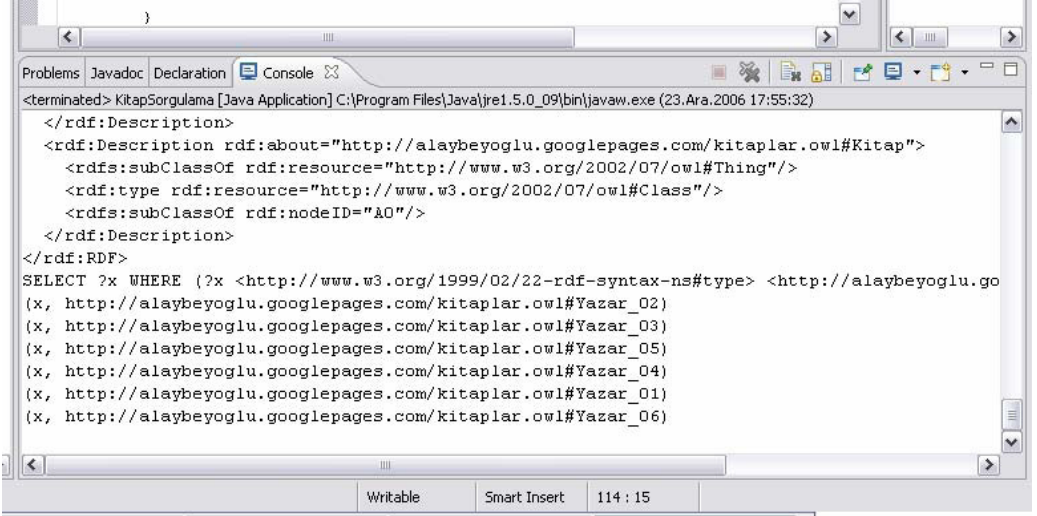 }
Problems Javadoc Declaration Console
<terminated> KitapSorgulama [Java Application] C:\Program Files\Java\jre1.5.0_09\bin\javaw.exe (23.Ara.2006 17:55:32)
</rdf:Description>
<rdf:Description rdf:about="http://alaybeyoglu.googlepages.com/kitaplar.owl#Kitap">
<rdfs:subClassOf rdf:resource="http://www.w3.org/2002/07/owl#Thing"/>
<rdf:type rdf:resource="http://www.w3.org/2002/07/owl#Class"/>
<rdfs:subClassOf rdf:nodeID="A0"/>
</rdf:Description>
</rdf:RDF>
SELECT ?x WHERE (?x <http://www.w3.org/1999/02/22-rdf-syntax-ns#type> <http://alaybeyoglu.go
(x, http://alaybeyoglu.googlepages.com/kitaplar.owl#Yazar_02)
(x, http://alaybeyoglu.googlepages.com/kitaplar.owl#Yazar_03)
(x, http://alaybeyoglu.googlepages.com/kitaplar.owl#Yazar_05)
(x, http://alaybeyoglu.googlepages.com/kitaplar.owl#Yazar_04)
(x, http://alaybeyoglu.googlepages.com/kitaplar.owl#Yazar_01)
(x, http://alaybeyoglu.googlepages.com/kitaplar.owl#Yazar_06)
Writable Smart Insert 114 : 15